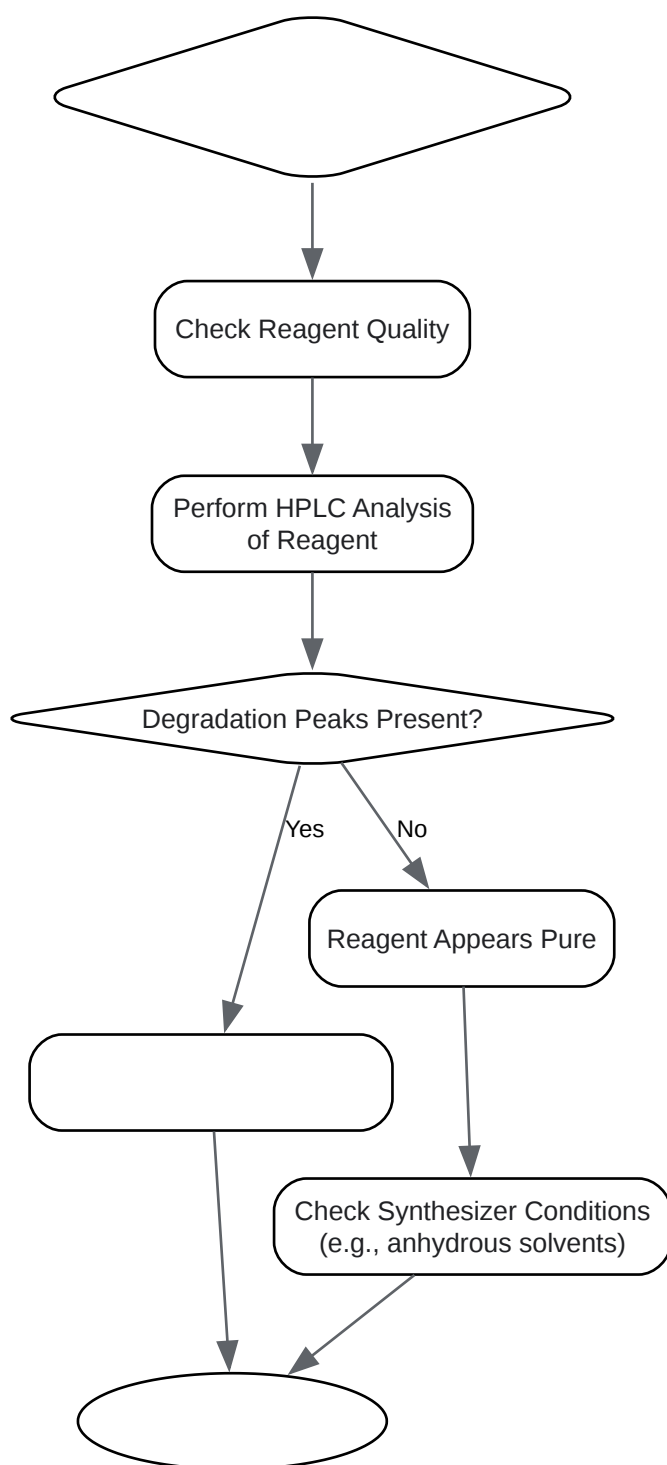 Check Reagent Quality
Perform HPLC Analysis
of Reagent
Degradation Peaks Present?
Yes
No
Reagent Appears Pure
Check Synthesizer Conditions
(e.g., anhydrous solvents)